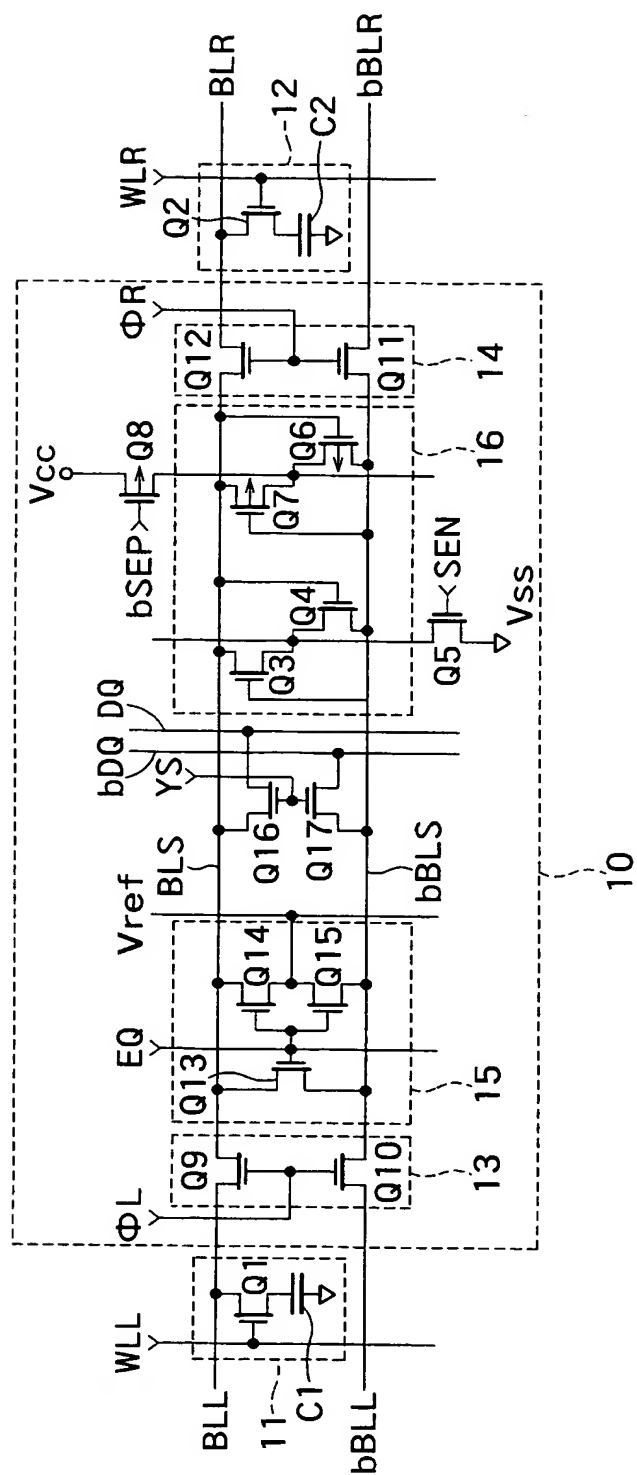 WLL
BLL
bBLL
11
C1
Q1
ΦL
Q9
Q10
13
EQ
Q13
Q14
Q15
15
Vref
BLS
bBLS
bDQ
DQ
YS
Q16
Q17
Q3
Q4
Q5
SEN
Vss
Vcc
bSEP
Q8
Q7
Q6
16
ΦR
Q12
Q11
14
10
WLR
Q2
12
C2
BLR
bBLR